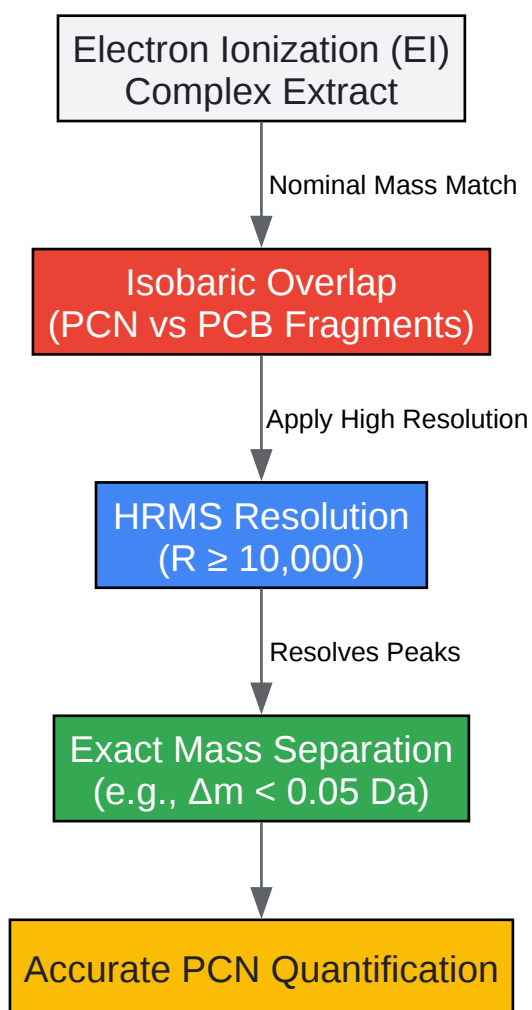 Electron Ionization (EI)
Complex Extract
Nominal Mass Match
Isobaric Overlap
(PCN vs PCB Fragments)
Apply High Resolution
HRMS Resolution
(R ≥ 10,000)
Resolves Peaks
Exact Mass Separation
(e.g., Δm < 0.05 Da)
Accurate PCN Quantification